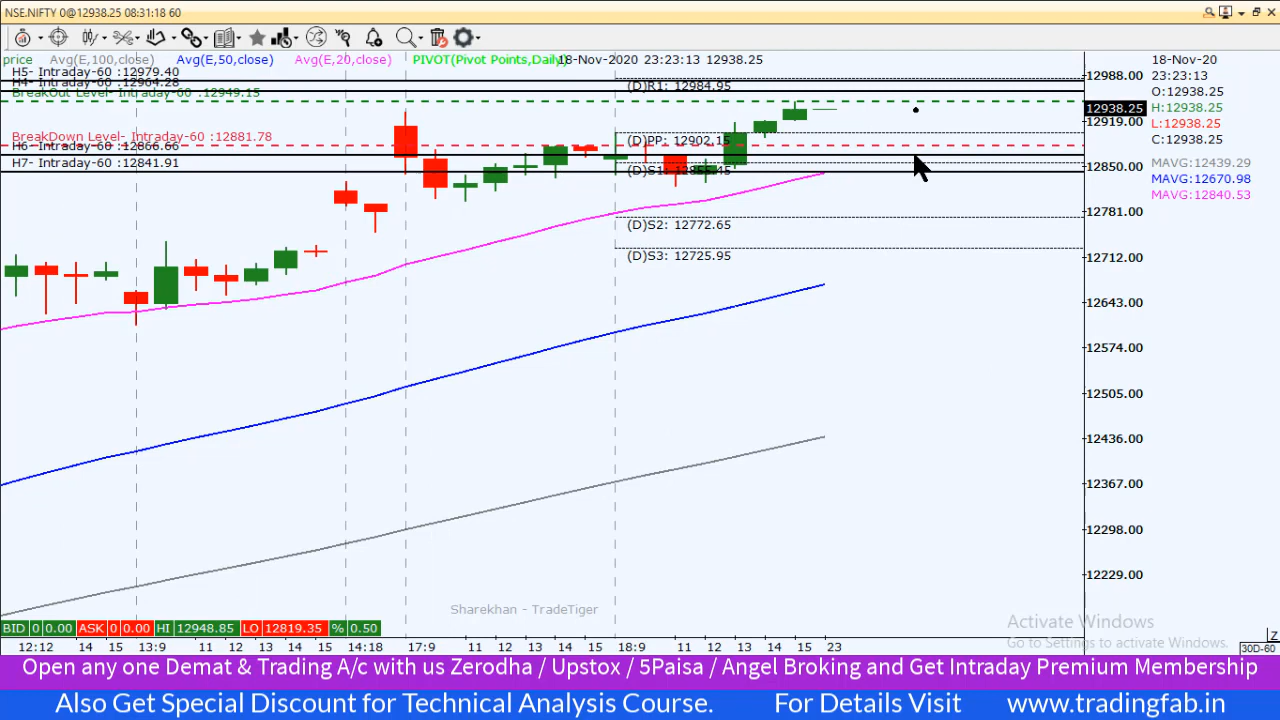 NSE.NIFTY 0@12938.25 08:31:18 60
price Avg(E,100,close) Avg(E,50,close) Avg(E,20,close) PIVOT(Pivot Points,Daily) 18-Nov-2020 23:23:13 12938.25
18-Nov-20
23:23:13
O:12938.25
H:12938.25
L:12938.25
C:12938.25
MAVG:12439.29
MAVG:12670.98
MAVG:12840.53
H5- Intraday-60 :12979.40
H4- Intraday-60 :12964.28
BreakOut Level- Intraday-60 :12949.15
BreakDown Level- Intraday-60 :12881.78
H6- Intraday-60 :12866.66
H7- Intraday-60 :12841.91
(D)R1: 12984.95
(D)PP: 12902.15
(D)S1: 12855.45
(D)S2: 12772.65
(D)S3: 12725.95
12988.00
12938.25
12919.00
12850.00
12781.00
12712.00
12643.00
12574.00
12505.00
12436.00
12367.00
12298.00
12229.00
Sharekhan - TradeTiger
Activate Windows
Go to Settings to activate Windows.
BID 0 0.00 ASK 0 0.00 HI 12948.85 LO 12819.35 % 0.50
12:12 14 15 13:9 11 12 13 14 15 14:18 17:9 11 12 13 14 15 18:9 11 12 13 14 15 23
Z
30D-60
Open any one Demat & Trading A/c with us Zerodha / Upstox / 5Paisa / Angel Broking and Get Intraday Premium Membership
Also Get Special Discount for Technical Analysis Course. For Details Visit www.tradingfab.in